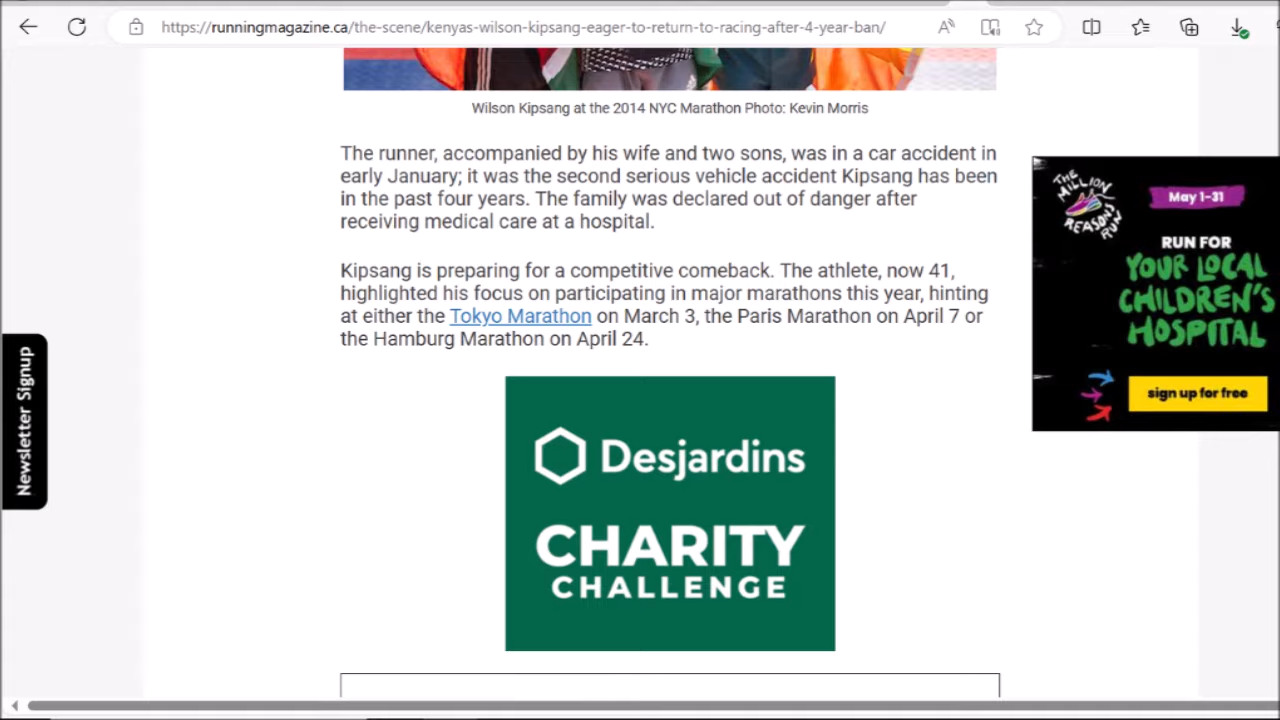 https://runningmagazine.ca/the-scene/kenyas-wilson-kipsang-eager-to-return-to-racing-after-4-year-ban/
Wilson Kipsang at the 2014 NYC Marathon Photo: Kevin Morris
The runner, accompanied by his wife and two sons, was in a car accident in
early January; it was the second serious vehicle accident Kipsang has been
in the past four years. The family was declared out of danger after
receiving medical care at a hospital.
Kipsang is preparing for a competitive comeback. The athlete, now 41,
highlighted his focus on participating in major marathons this year, hinting
at either the Tokyo Marathon on March 3, the Paris Marathon on April 7 or
the Hamburg Marathon on April 24.
Desjardins
CHARITY
CHALLENGE
Newsletter Signup
THE
MILLION
REASONS
RUN
May 1-31
RUN FOR
YOUR LOCAL
CHILDREN'S
HOSPITAL
sign up for free